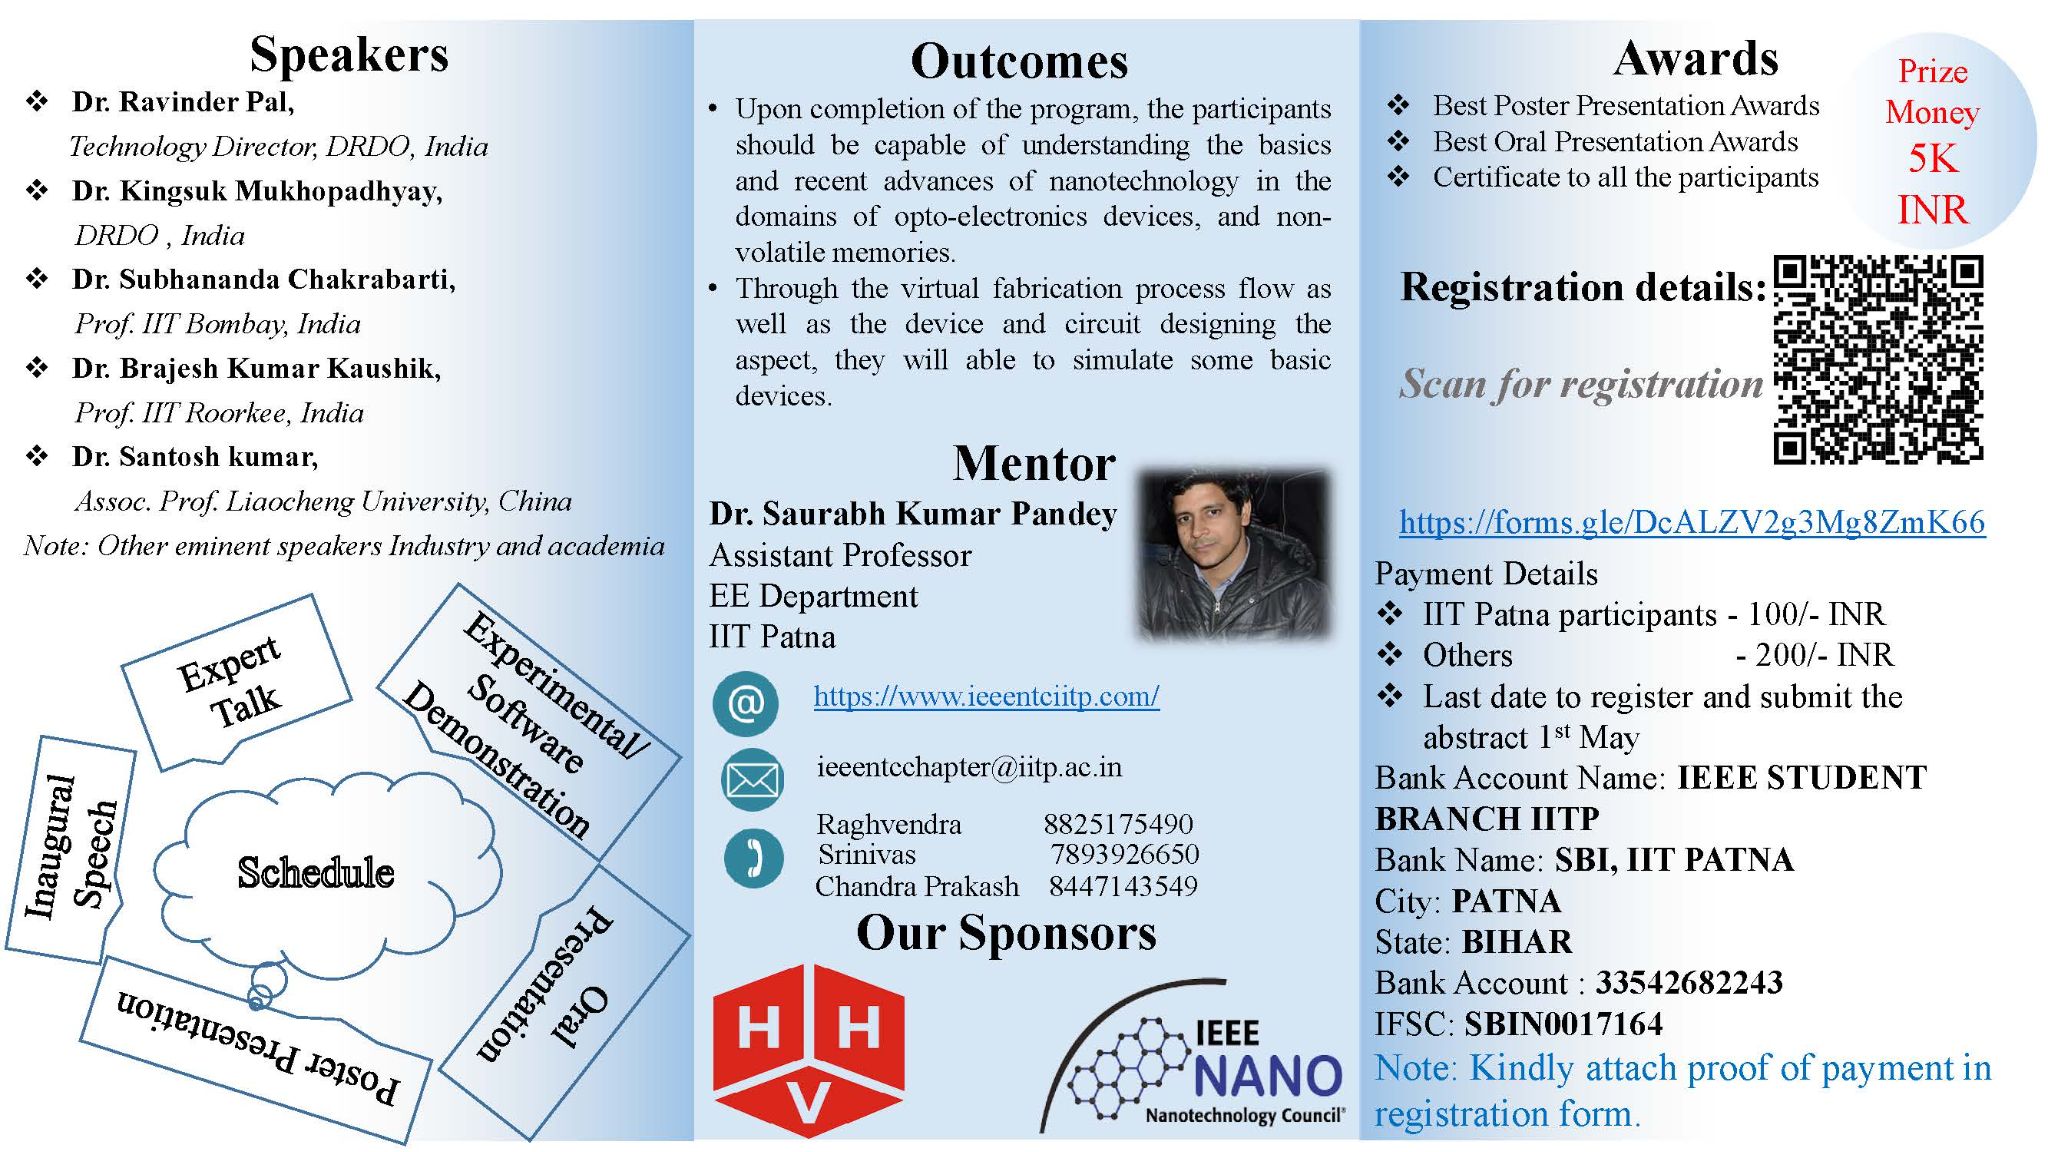 Speakers
❖ Dr. Ravinder Pal,
Technology Director, DRDO, India
❖ Dr. Kingsuk Mukhopadhyay,
DRDO , India
❖ Dr. Subhananda Chakrabarti,
Prof. IIT Bombay, India
❖ Dr. Brajesh Kumar Kaushik,
Prof. IIT Roorkee, India
❖ Dr. Santosh kumar,
Assoc. Prof. Liaocheng University, China
Note: Other eminent speakers Industry and academia
Expert
Talk
Experimental/
Software
Demonstration
Inaugural
Speech
Schedule
Oral
Presentation
Poster Presentation
Outcomes
• Upon completion of the program, the participants
should be capable of understanding the basics
and recent advances of nanotechnology in the
domains of opto-electronics devices, and non-
volatile memories.
• Through the virtual fabrication process flow as
well as the device and circuit designing the
aspect, they will able to simulate some basic
devices.
Mentor
Dr. Saurabh Kumar Pandey
Assistant Professor
EE Department
IIT Patna
@ https://www.ieeentciitp.com/
ieeentcchapter@iitp.ac.in
Raghvendra 8825175490
Srinivas 7893926650
Chandra Prakash 8447143549
Our Sponsors
H H
V
IEEE
NANO
Nanotechnology Council®
Awards
❖ Best Poster Presentation Awards
❖ Best Oral Presentation Awards
❖ Certificate to all the participants
Prize
Money
5K
INR
Registration details:
Scan for registration
https://forms.gle/DcALZV2g3Mg8ZmK66
Payment Details
❖ IIT Patna participants - 100/- INR
❖ Others - 200/- INR
❖ Last date to register and submit the
abstract 1st May
Bank Account Name: IEEE STUDENT
BRANCH IITP
Bank Name: SBI, IIT PATNA
City: PATNA
State: BIHAR
Bank Account : 33542682243
IFSC: SBIN0017164
Note: Kindly attach proof of payment in
registration form.